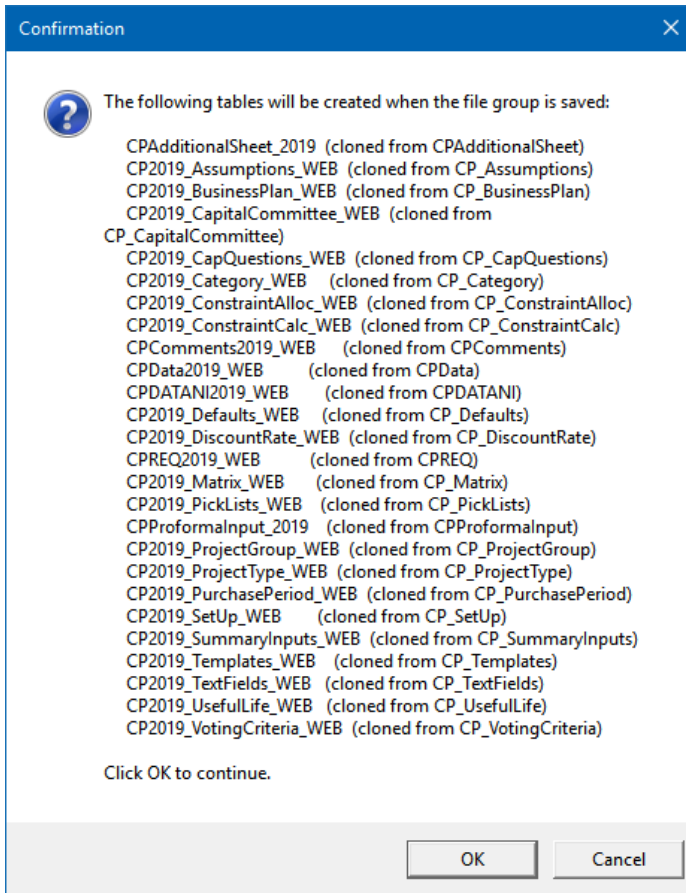 Confirmation
The following tables will be created when the file group is saved:
CPAdditionalSheet_2019 (cloned from CPAdditionalSheet)
CP2019_Assumptions_WEB (cloned from CP_Assumptions)
CP2019_BusinessPlan_WEB (cloned from CP_BusinessPlan)
CP2019_CapitalCommittee_WEB (cloned from
CP_CapitalCommittee)
CP2019_CapQuestions_WEB (cloned from CP_CapQuestions)
CP2019_Category_WEB (cloned from CP_Category)
CP2019_ConstraintAlloc_WEB (cloned from CP_ConstraintAlloc)
CP2019_ConstraintCalc_WEB (cloned from CP_ConstraintCalc)
CPComments2019_WEB (cloned from CPComments)
CPData2019_WEB (cloned from CPData)
CPDATANI2019_WEB (cloned from CPDATANI)
CP2019_Defaults_WEB (cloned from CP_Defaults)
CP2019_DiscountRate_WEB (cloned from CP_DiscountRate)
CPREQ2019_WEB (cloned from CPREQ)
CP2019_Matrix_WEB (cloned from CP_Matrix)
CP2019_PickLists_WEB (cloned from CP_PickLists)
CPProformaInput_2019 (cloned from CPProformaInput)
CP2019_ProjectGroup_WEB (cloned from CP_ProjectGroup)
CP2019_ProjectType_WEB (cloned from CP_ProjectType)
CP2019_PurchasePeriod_WEB (cloned from CP_PurchasePeriod)
CP2019_SetUp_WEB (cloned from CP_SetUp)
CP2019_SummaryInputs_WEB (cloned from CP_SummaryInputs)
CP2019_Templates_WEB (cloned from CP_Templates)
CP2019_TextFields_WEB (cloned from CP_TextFields)
CP2019_UsefulLife_WEB (cloned from CP_UsefulLife)
CP2019_VotingCriteria_WEB (cloned from CP_VotingCriteria)
Click OK to continue.
OK
Cancel